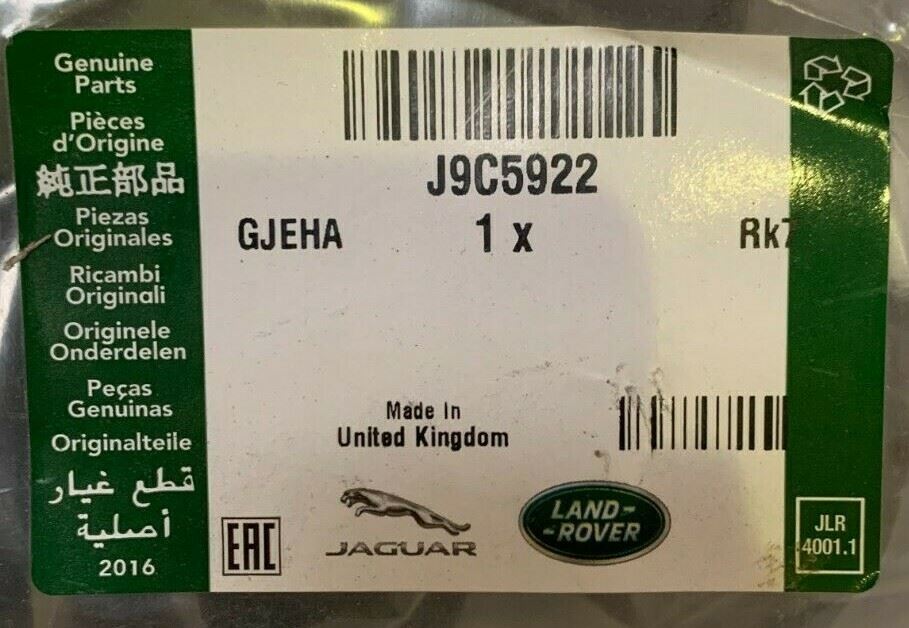 Genuine
Parts
Pièces
d'Origine
純正部品
Piezas
Originales
Ricambi
Originali
Originele
Onderdelen
Peças
Genuinas
Originalteile
قطع غيار
أصلية
2016
J9C5922
GJEHA
1 x
Made In
United Kingdom
EAC
JAGUAR
LAND-
-ROVER
JLR
4001.1